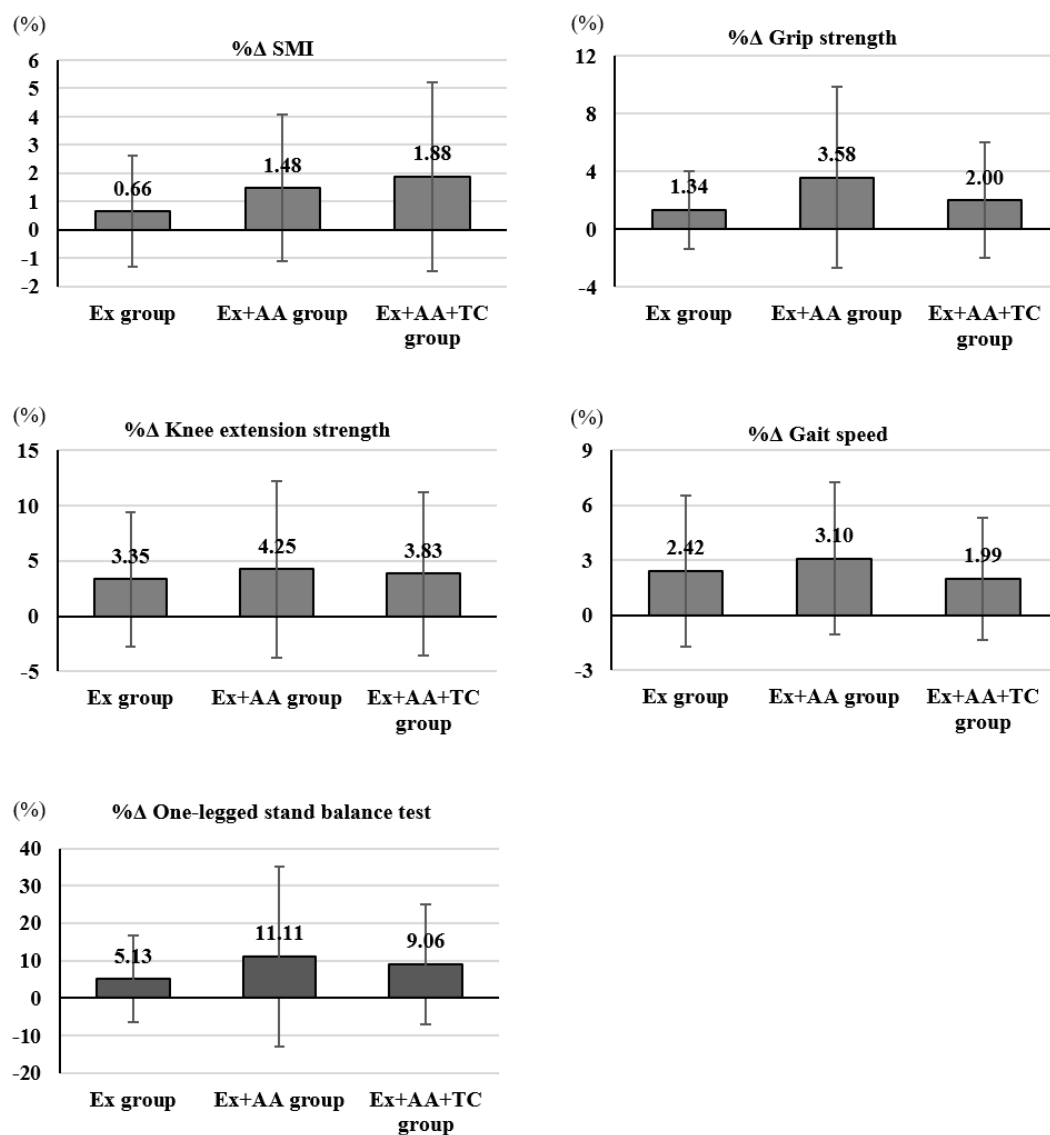 (%)
%Δ SMI
6
5
4
3
2
1
0
-1
-2
0.66
1.48
1.88
Ex group
Ex+AA group
Ex+AA+TC
group
(%)
%Δ Grip strength
12
8
4
0
-4
1.34
3.58
2.00
Ex group
Ex+AA group
Ex+AA+TC
group
(%)
%Δ Knee extension strength
15
10
5
0
-5
3.35
4.25
3.83
Ex group
Ex+AA group
Ex+AA+TC
group
(%)
%Δ Gait speed
9
6
3
0
-3
2.42
3.10
1.99
Ex group
Ex+AA group
Ex+AA+TC
group
(%)
%Δ One-legged stand balance test
40
30
20
10
0
-10
-20
5.13
11.11
9.06
Ex group
Ex+AA group
Ex+AA+TC
group